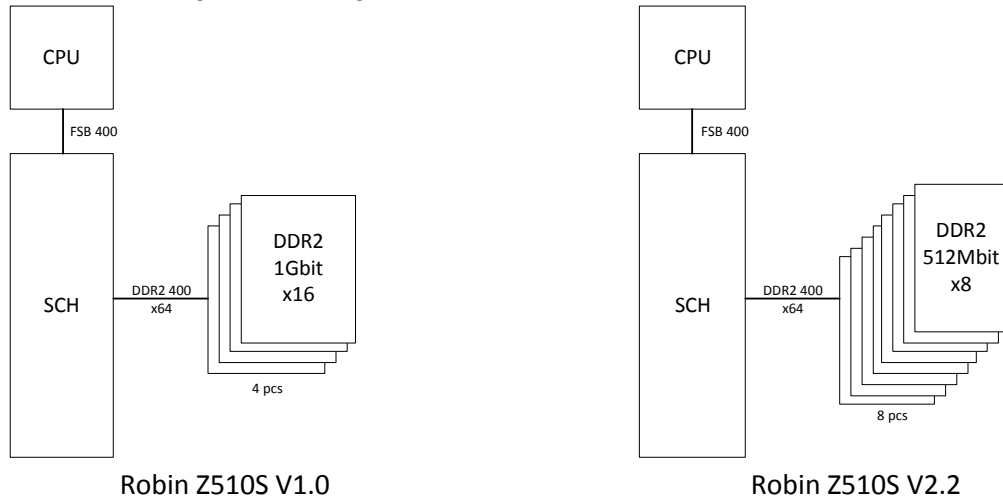 CPU
FSB 400
SCH
DDR2 400
x64
DDR2
1Gbit
x16
4 pcs
Robin Z510S V1.0
CPU
FSB 400
SCH
DDR2 400
x64
DDR2
512Mbit
x8
8 pcs
Robin Z510S V2.2